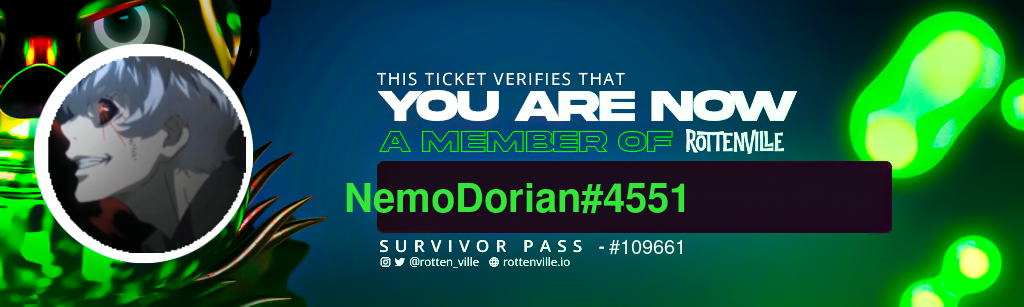 THIS TICKET VERIFIES THAT
YOU ARE NOW
A MEMBER OF ROTTENVILLE
NemoDorian#4551
SURVIVOR PASS - #109661
@rotten_ville rottenville.io